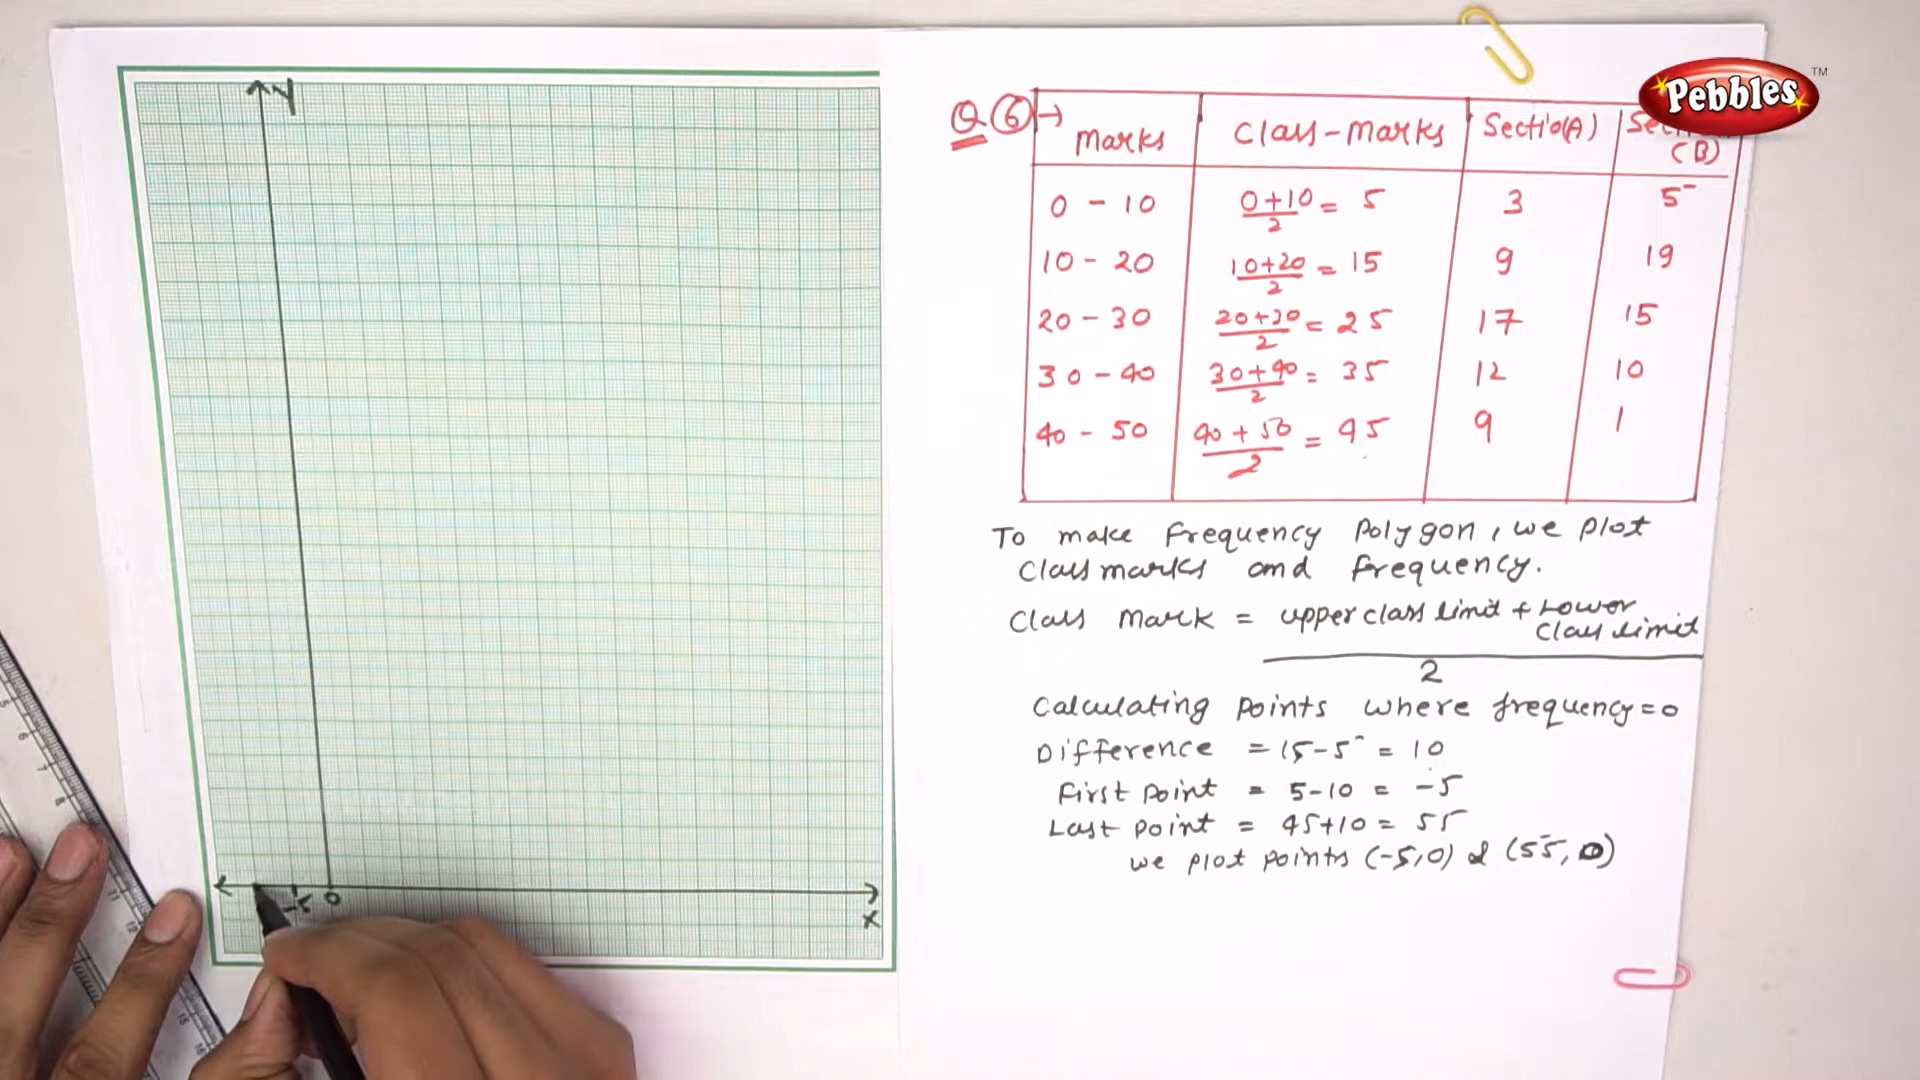 Y
-5 0
X
Pebbles TM
Q 6 →
Marks Class-Marks Sectio(A) (B)
0 - 10 0+10/2 = 5 3 5
10 - 20 10+20/2 = 15 9 19
20 - 30 20+30/2 = 25 17 15
30 - 40 30+40/2 = 35 12 10
40 - 50 40+50/2 = 45 9 1
To make frequency Polygon, we plot
Class marks and frequency.
Class Mark = upper class limit + Lower
Class limit
2
Calculating Points where frequency=0
Difference = 15-5 = 10
First Point = 5-10 = -5
Last Point = 45+10 = 55
we plot points (-5,0) & (55,0)